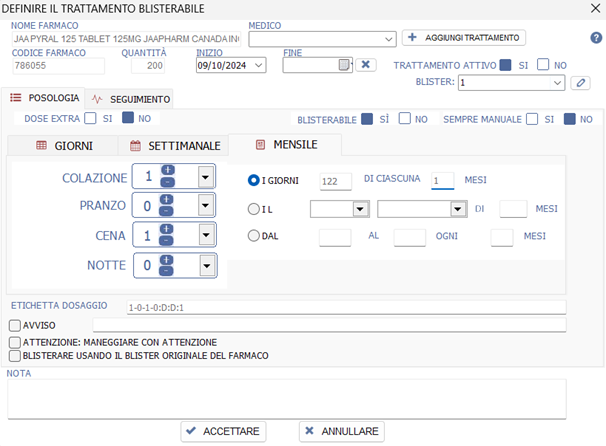 DEFINIRE IL TRATTAMENTO BLISTERABILE
NOME FARMACO
MEDICO
JAAPYRAL 125 TABLET 125MG JAAPHARM CANADA INC
AGGIUNGI TRATTAMENTO
CODICE FARMACO QUANTITÀ INIZIO FINE
786055 200 09/10/2024
TRATTAMENTO ATTIVO SI NO
BLISTER: 1
POSOLOGIA SEGUIMIENTO
DOSE EXTRA SI NO BLISTERABILE SÌ NO SEMPRE MANUALE SI NO
GIORNI SETTIMANALE MENSILE
COLAZIONE 1
PRANZO 0
CENA 1
NOTTE 0
I GIORNI 122 DI CIASCUNA 1 MESI
IL DI MESI
DAL AL OGNI MESI
ETICHETTA DOSAGGIO 1-0-1-0:D:D:1
AVVISO
ATTENZIONE: MANEGGIARE CON ATTENZIONE
BLISTERARE USANDO IL BLISTER ORIGINALE DEL FARMACO
NOTA
ACCETTARE ANNULLARE